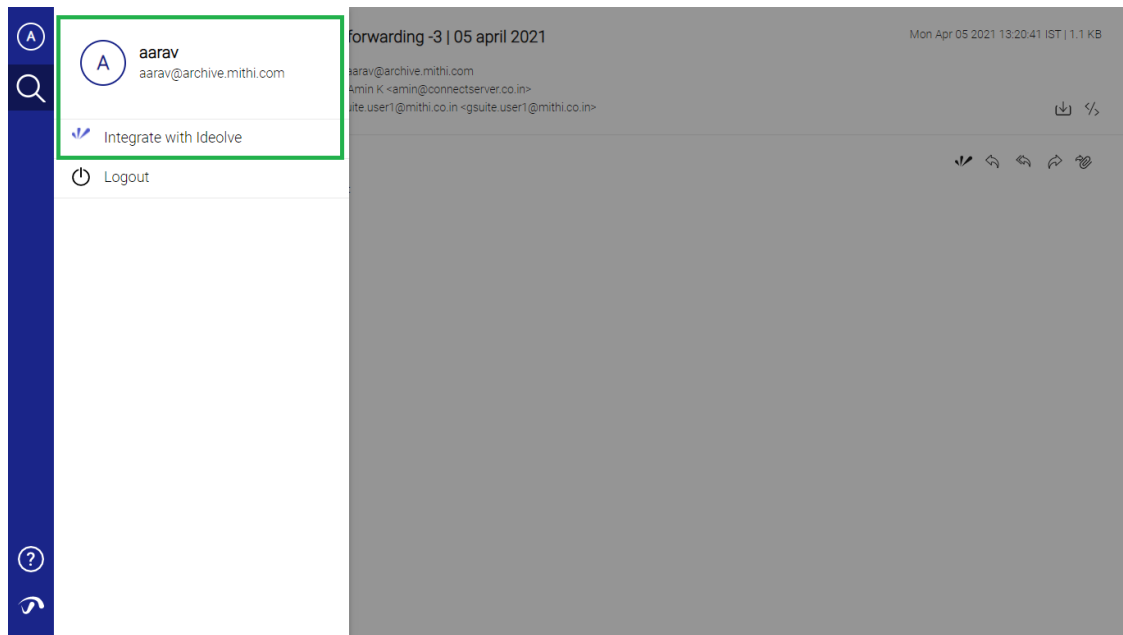 A
A
aarav
aarav@archive.mithi.com
Integrate with Ideolve
Logout
forwarding -3 | 05 april 2021
Mon Apr 05 2021 13:20:41 IST | 1.1 KB
aarav@archive.mithi.com
Amin K <amin@connectserver.co.in>
uite.user1@mithi.co.in <gsuite.user1@mithi.co.in>
:
?